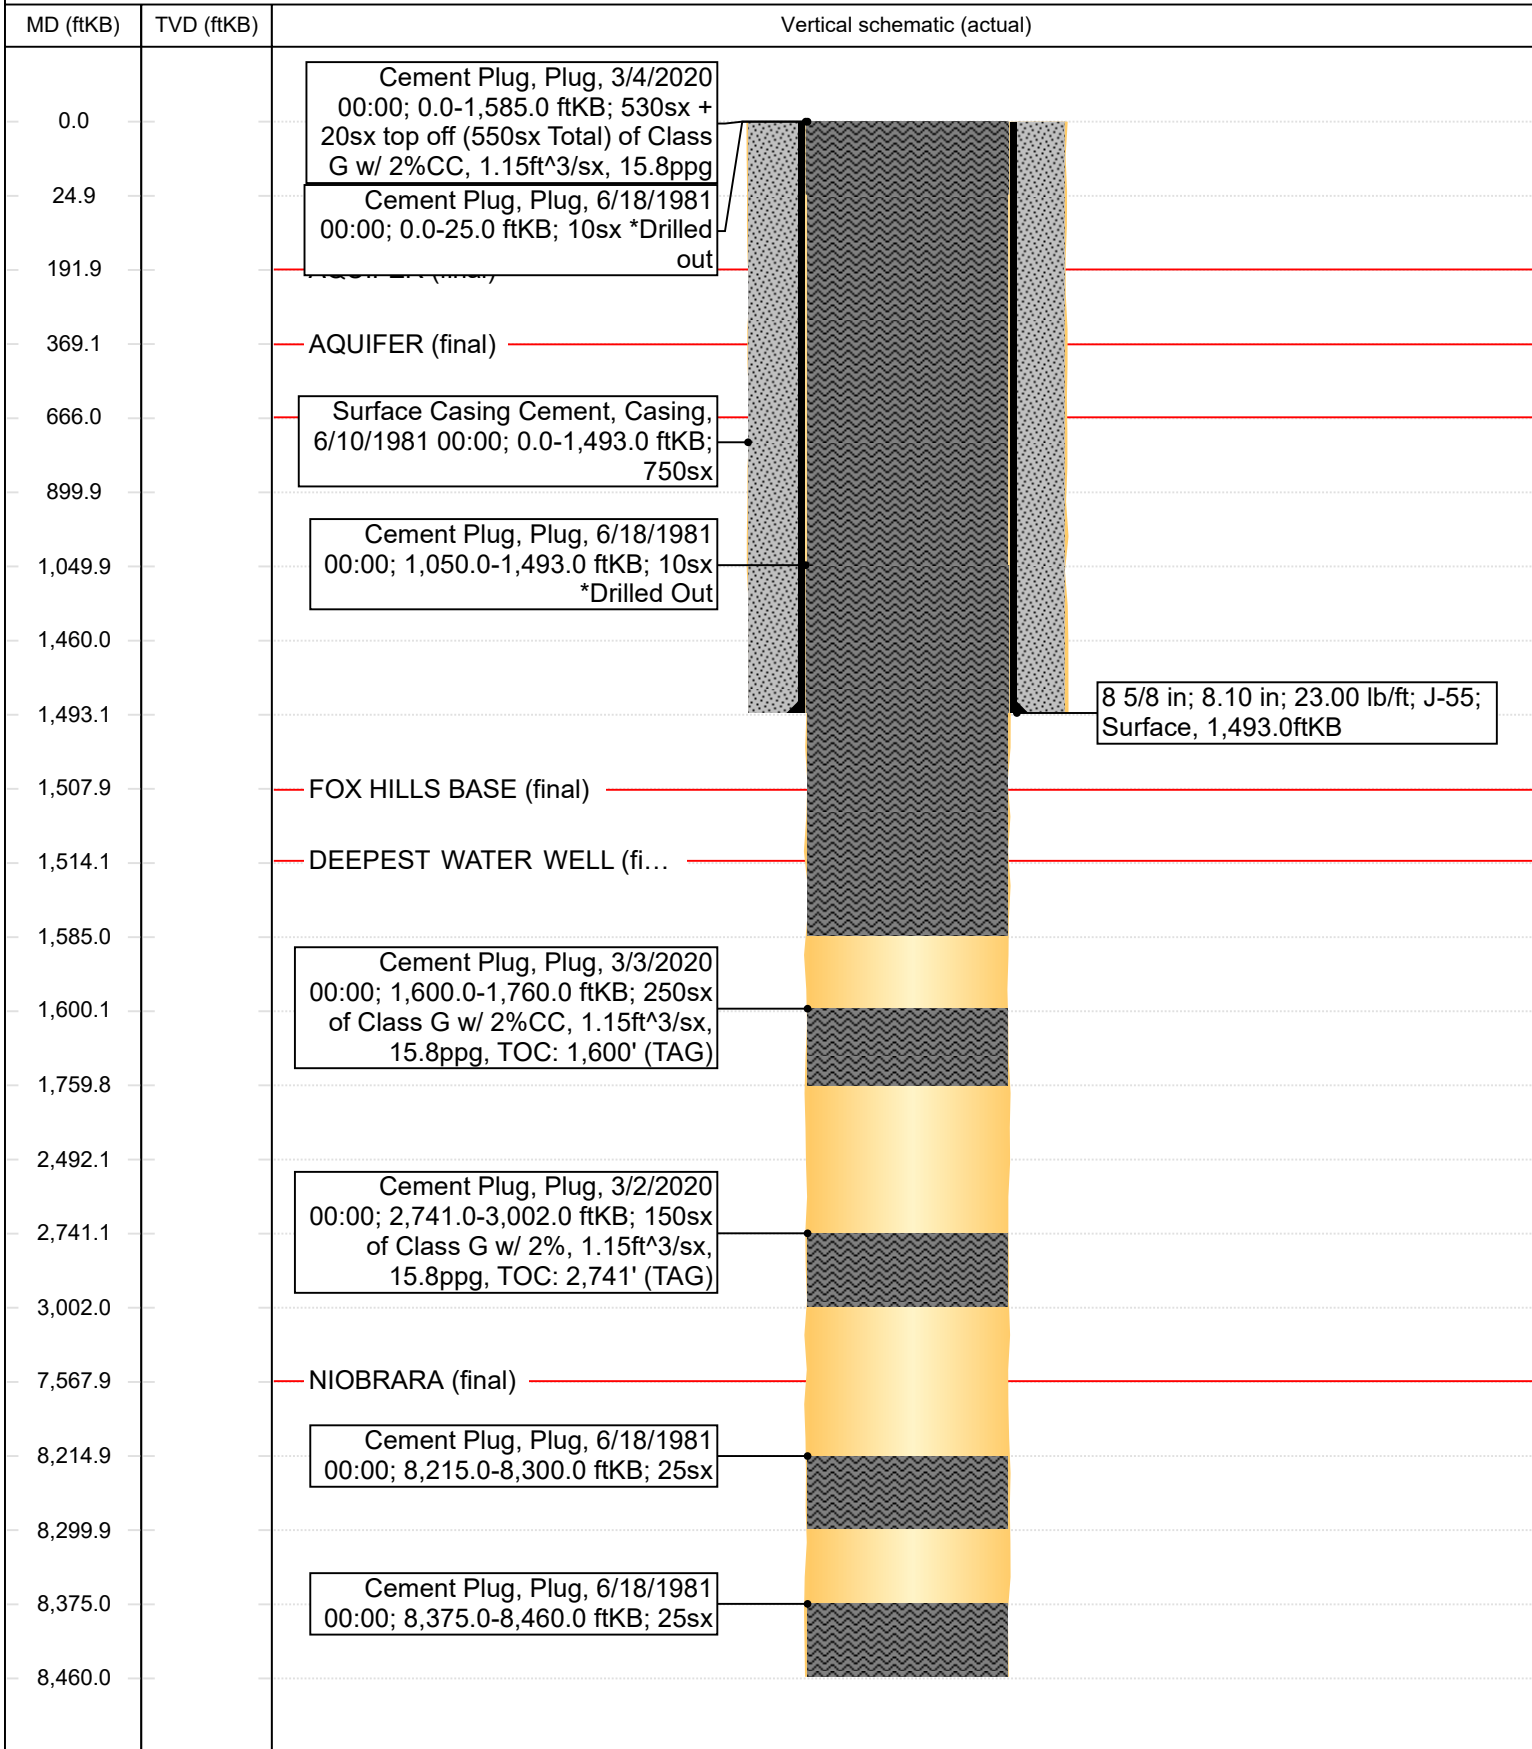 MD (ftKB)
TVD (ftKB)
Vertical schematic (actual)
Cement Plug, Plug, 3/4/2020
00:00; 0.0-1,585.0 ftKB; 530sx +
20sx top off (550sx Total) of Class
G w/ 2%CC, 1.15ft^3/sx, 15.8ppg
0.0
Cement Plug, Plug, 6/18/1981
00:00; 0.0-25.0 ftKB; 10sx *Drilled
out
24.9
191.9
369.1
AQUIFER (final)
666.0
Surface Casing Cement, Casing,
6/10/1981 00:00; 0.0-1,493.0 ftKB;
750sx
899.9
Cement Plug, Plug, 6/18/1981
00:00; 1,050.0-1,493.0 ftKB; 10sx
*Drilled Out
1,049.9
1,460.0
8 5/8 in; 8.10 in; 23.00 lb/ft; J-55;
Surface, 1,493.0ftKB
1,493.1
1,507.9
FOX HILLS BASE (final)
1,514.1
DEEPEST WATER WELL (fi…
1,585.0
Cement Plug, Plug, 3/3/2020
00:00; 1,600.0-1,760.0 ftKB; 250sx
of Class G w/ 2%CC, 1.15ft^3/sx,
15.8ppg, TOC: 1,600' (TAG)
1,600.1
1,759.8
2,492.1
Cement Plug, Plug, 3/2/2020
00:00; 2,741.0-3,002.0 ftKB; 150sx
of Class G w/ 2%, 1.15ft^3/sx,
15.8ppg, TOC: 2,741' (TAG)
2,741.1
3,002.0
7,567.9
NIOBRARA (final)
8,214.9
Cement Plug, Plug, 6/18/1981
00:00; 8,215.0-8,300.0 ftKB; 25sx
8,299.9
Cement Plug, Plug, 6/18/1981
00:00; 8,375.0-8,460.0 ftKB; 25sx
8,375.0
8,460.0